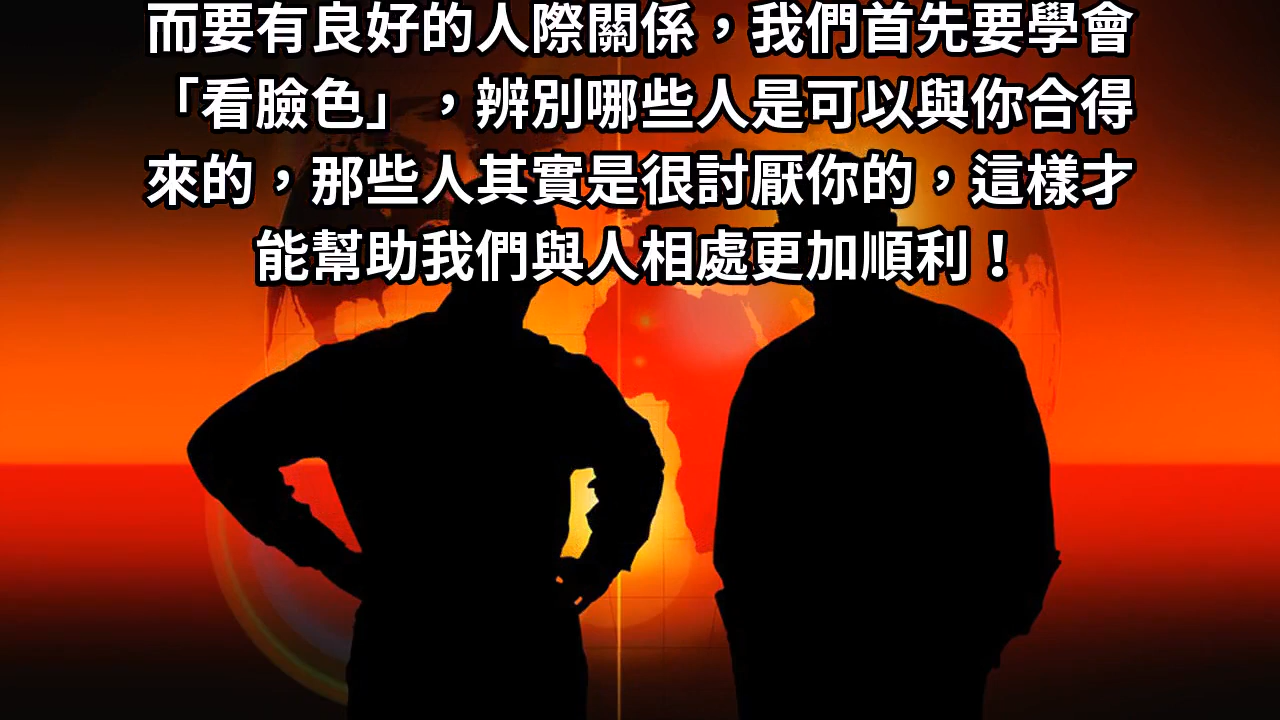 而要有良好的人際關係，我們首先要學會
「看臉色」，辨別哪些人是可以與你合得
來的，那些人其實是很討厭你的，這樣才
能幫助我們與人相處更加順利！